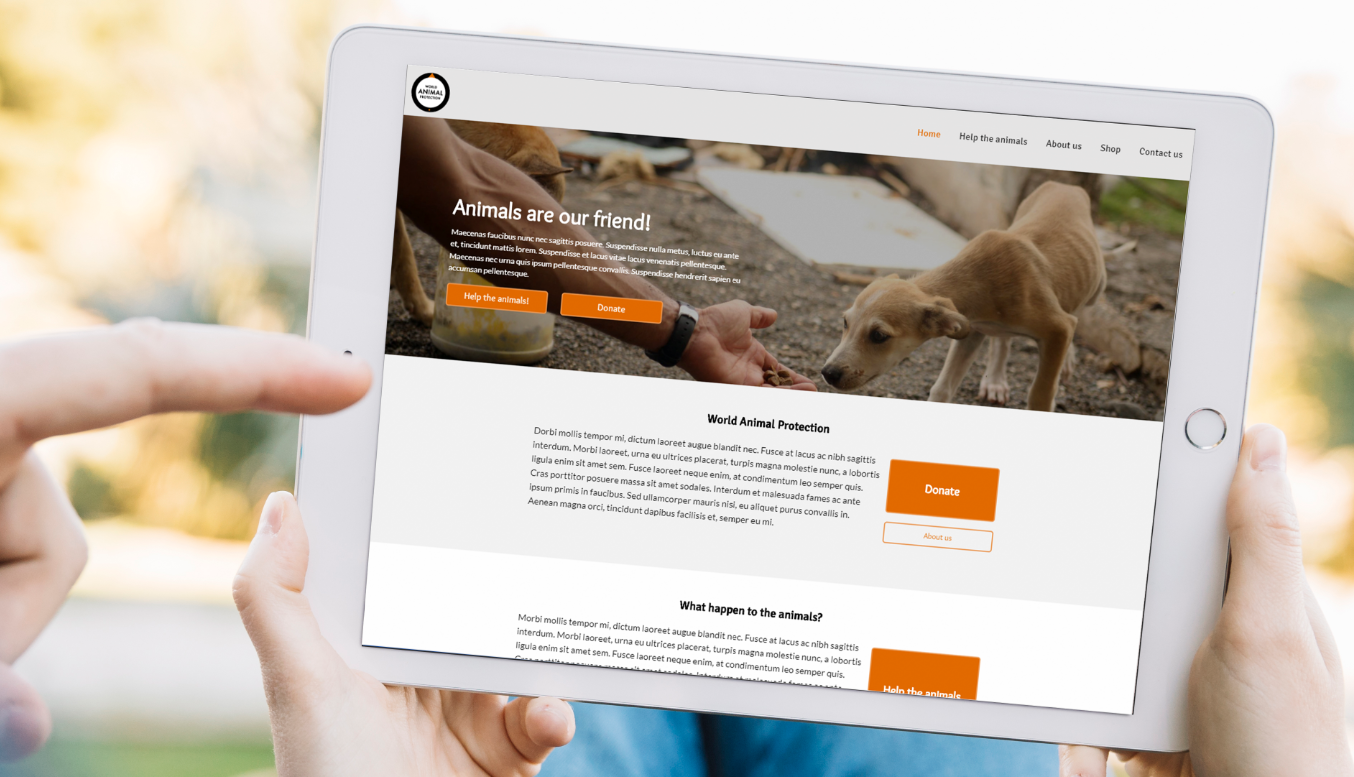 WORLD
ANIMAL
PROTECTION
Home
Help the animals
About us
Shop
Contact us
Animals are our friend!
Maecenas faucibus nunc nec sagittis posuere. Suspendisse nulla metus, luctus eu ante
et, tincidunt mattis lorem. Suspendisse et lacus vitae lacus venenatis pellentesque.
Maecenas nec urna quis ipsum pellentesque convallis. Suspendisse hendrerit sapien eu
accumsan pellentesque.
Help the animals!
Donate
World Animal Protection
Dorbi mollis tempor mi, dictum laoreet augue blandit nec. Fusce at lacus ac nibh sagittis
interdum. Morbi laoreet, urna eu ultrices placerat, turpis magna molestie nunc, a lobortis
ligula enim sit amet sem. Fusce laoreet neque enim, at condimentum leo semper quis.
Cras porttitor posuere massa sit amet sodales. Interdum et malesuada fames ac ante
ipsum primis in faucibus. Sed ullamcorper mauris nisi, eu aliquet purus convallis in.
Aenean magna orci, tincidunt dapibus facilisis et, semper eu mi.
Donate
About us
What happen to the animals?
Morbi mollis tempor mi, dictum laoreet augue blandit nec. Fusce at lacus ac nibh sagittis
interdum. Morbi laoreet, urna eu ultrices placerat, turpis magna molestie nunc, a lobortis
ligula enim sit amet sem. Fusce laoreet neque enim, at condimentum leo semper quis.
Help the animals